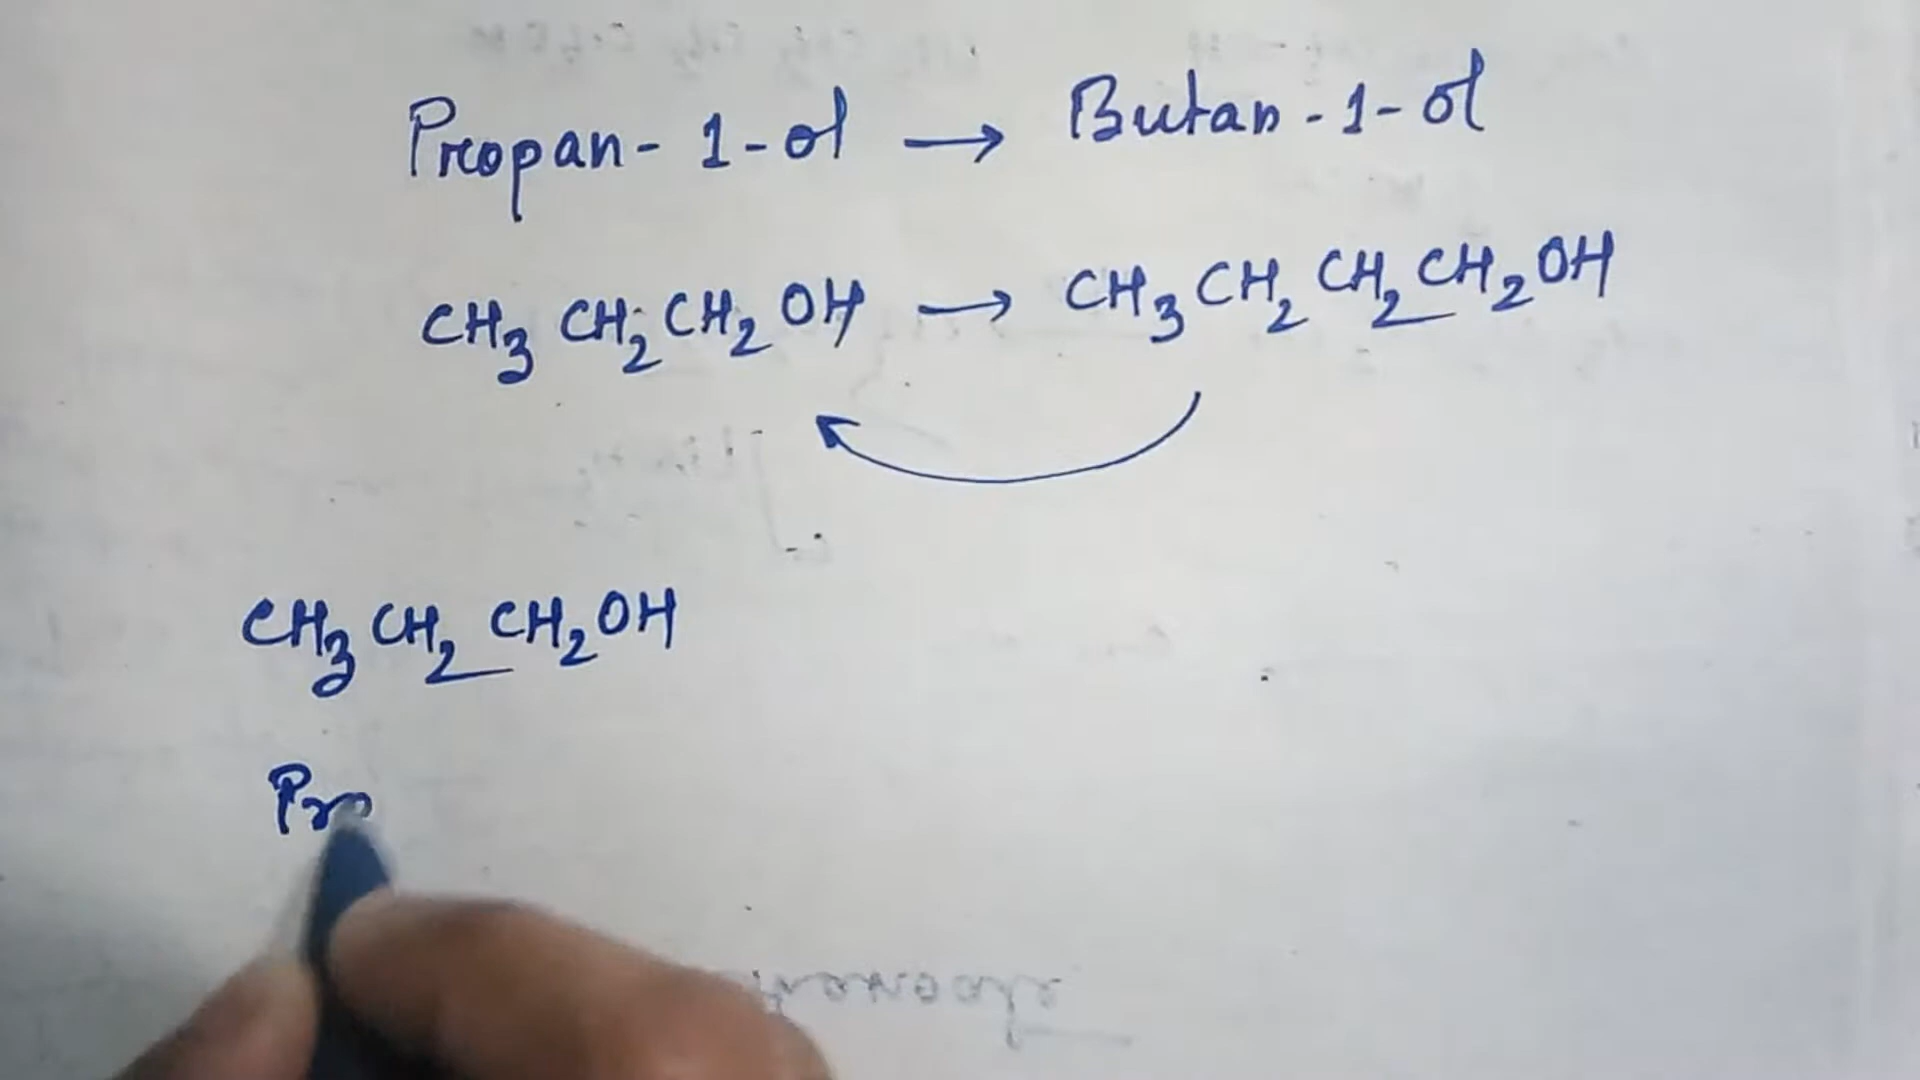 Propan - 1 - ol → Butan - 1 - ol
CH₃ CH₂ CH₂ OH → CH₃ CH₂ CH₂ CH₂ OH
CH₃ CH₂ CH₂ OH
Pro